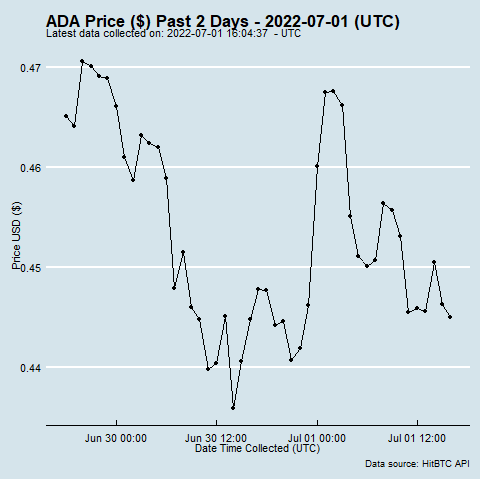 ADA Price ($) Past 2 Days - 2022-07-01 (UTC)
Latest data collected on: 2022-07-01 16:04:37 - UTC
0.47
0.46
0.45
0.44
Price USD ($)
Jun 30 00:00 Jun 30 12:00 Jul 01 00:00 Jul 01 12:00
Date Time Collected (UTC)
Data source: HitBTC API